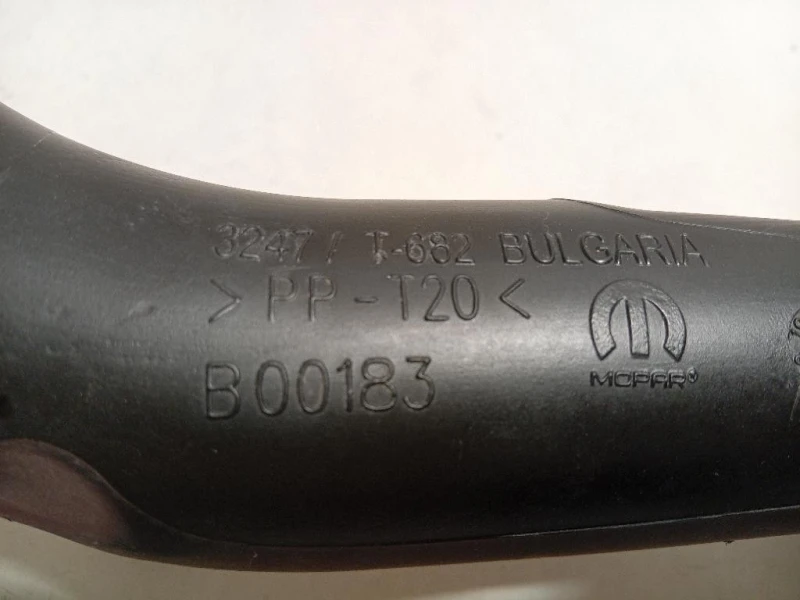 3247 / T-682 BULGARIA
>PP-T20<
B00183
MOPAR®